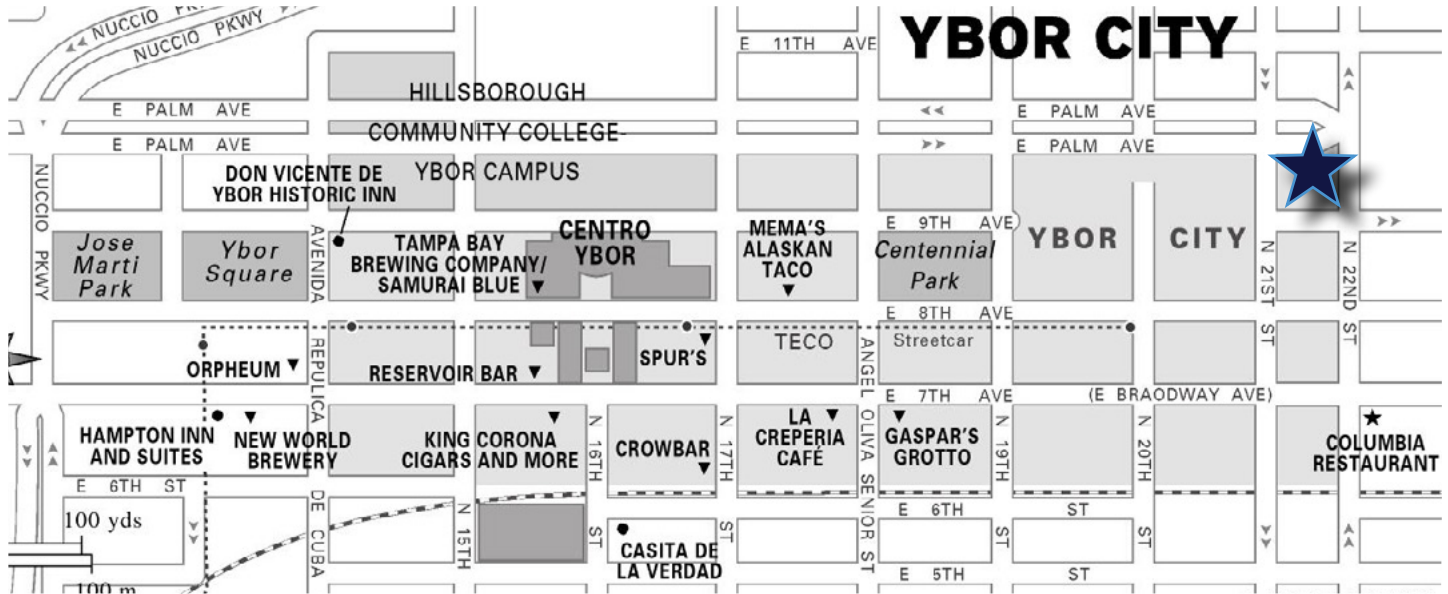 NUCCIO PKWY
NUCCIO PKWY
E 11TH AVE
YBOR CITY
HILLSBOROUGH
COMMUNITY COLLEGE-
YBOR CAMPUS
E PALM AVE
E PALM AVE
E PALM AVE
E PALM AVE
DON VICENTE DE
YBOR HISTORIC INN
NUCCIO PKWY
Jose
Marti
Park
Ybor
Square
AVENIDA
REPULICA
DE CUBA
TAMPA BAY
BREWING COMPANY/
SAMURAI BLUE
CENTRO
YBOR
MEMA'S
ALASKAN
TACO
E 9TH AVE
Centennial
Park
YBOR CITY
N 21ST ST
N 22ND ST
E 8TH AVE
ORPHEUM
RESERVOIR BAR
SPUR'S
TECO
Streetcar
ANGEL OLIVA SENIOR ST
E 7TH AVE
(E BRAODWAY AVE)
HAMPTON INN
AND SUITES
NEW WORLD
BREWERY
KING CORONA
CIGARS AND MORE
N 16TH ST
CROWBAR
N 17TH ST
LA
CREPERIA
CAFÉ
GASPAR'S
GROTTO
N 19TH ST
N 20TH ST
COLUMBIA
RESTAURANT
E 6TH ST
100 yds
100 m
N 15TH
CASITA DE
LA VERDAD
E 6TH ST
E 5TH ST